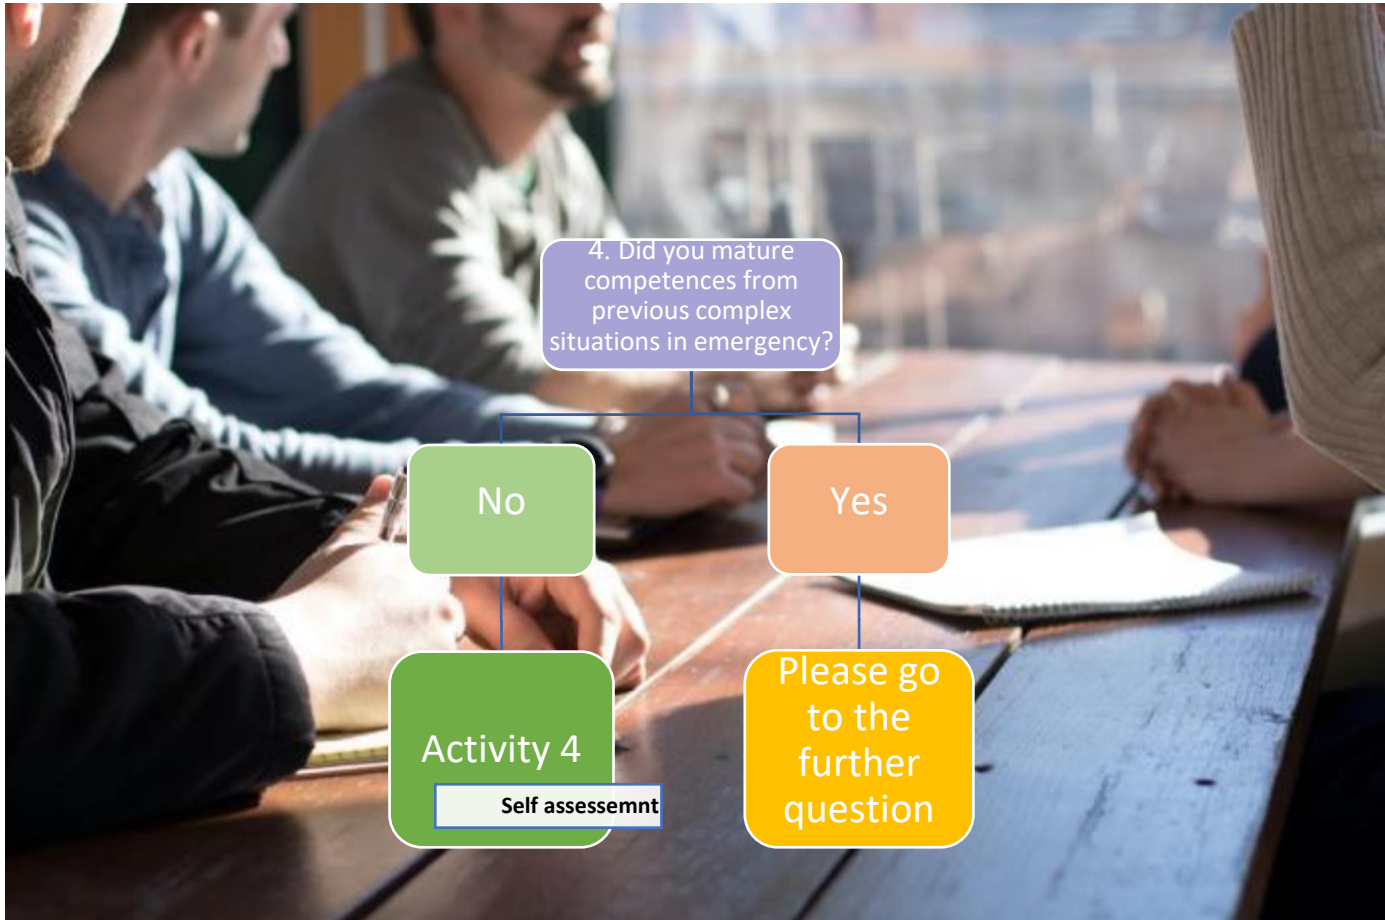 4. Did you mature
competences from
previous complex
situations in emergency?
No
Yes
Activity 4
Self assessemnt
Please go
to the
further
question